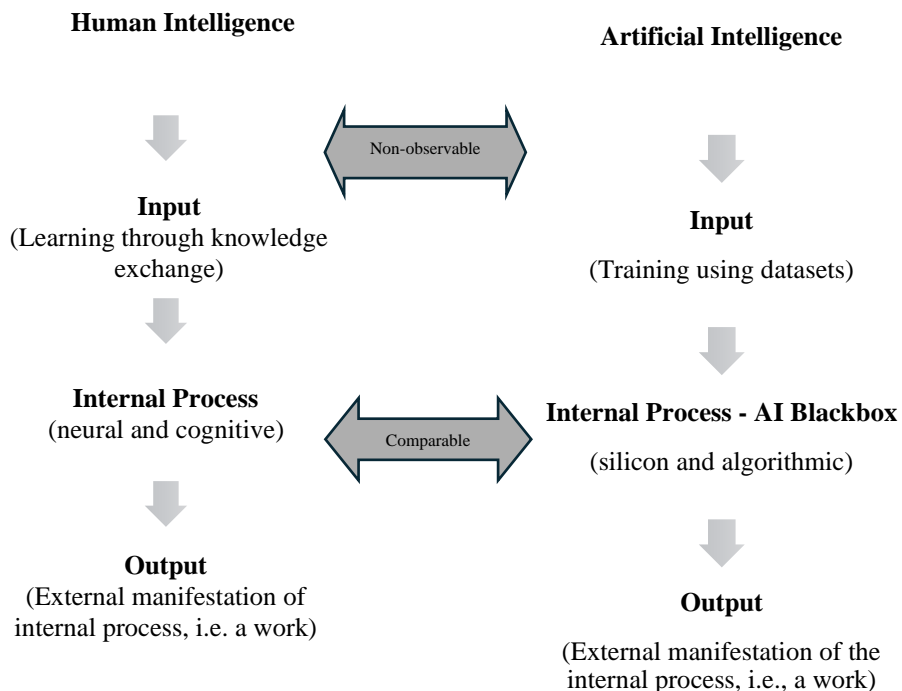 Human Intelligence
Artificial Intelligence
Non-observable
Input
(Learning through knowledge
exchange)
Input
(Training using datasets)
Internal Process
(neural and cognitive)
Comparable
Internal Process - AI Blackbox
(silicon and algorithmic)
Output
(External manifestation of
internal process, i.e. a work)
Output
(External manifestation of the
internal process, i.e., a work)